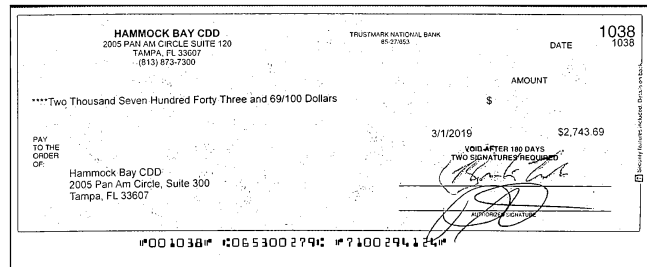 HAMMOCK BAY CDD
2005 PAN AM CIRCLE SUITE 120
TAMPA, FL 33607
(813) 873-7300
TRUSTMARK NATIONAL BANK
85-27/653
1038
DATE 1038
AMOUNT
****Two Thousand Seven Hundred Forty Three and 69/100 Dollars $
3/1/2019 $2,743.69
VOID AFTER 180 DAYS
TWO SIGNATURES REQUIRED
PAY
TO THE
ORDER
OF:
Hammock Bay CDD
2005 Pan Am Circle, Suite 300
Tampa, FL 33607
AUTHORIZED SIGNATURE
Security features included. Details on back.
⑈001038⑈ ⑆065300279⑆ ⑈7100294124⑈